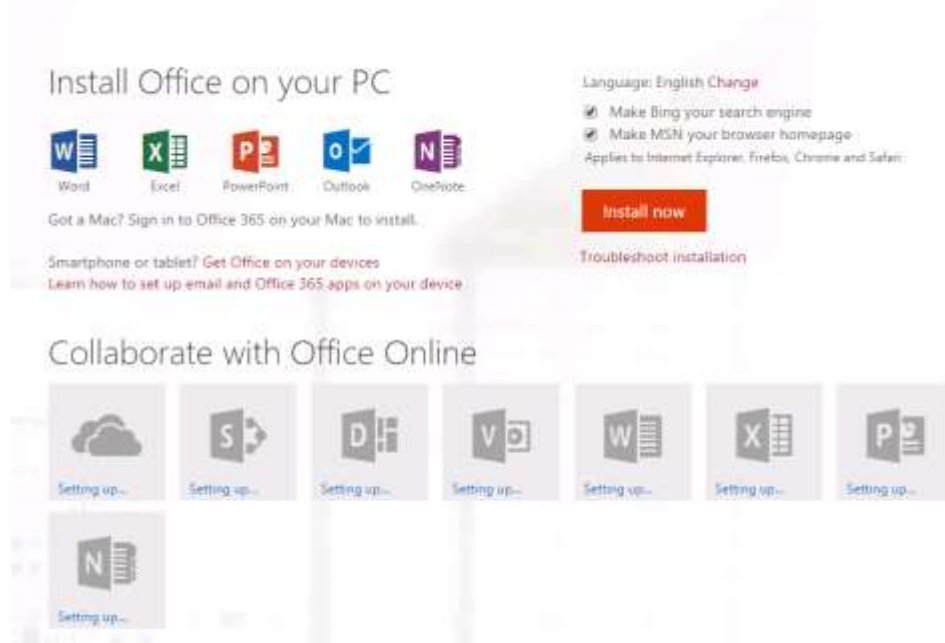 Install Office on your PC
Word Excel PowerPoint Outlook OneNote
Got a Mac? Sign in to Office 365 on your Mac to install.
Smartphone or tablet? Get Office on your devices
Learn how to set up email and Office 365 apps on your device
Language: English Change
Make Bing your search engine
Make MSN your browser homepage
Applies to Internet Explorer, Firefox, Chrome and Safari
Install now
Troubleshoot installation
Collaborate with Office Online
Setting up... Setting up... Setting up... Setting up... Setting up... Setting up... Setting up...
Setting up...